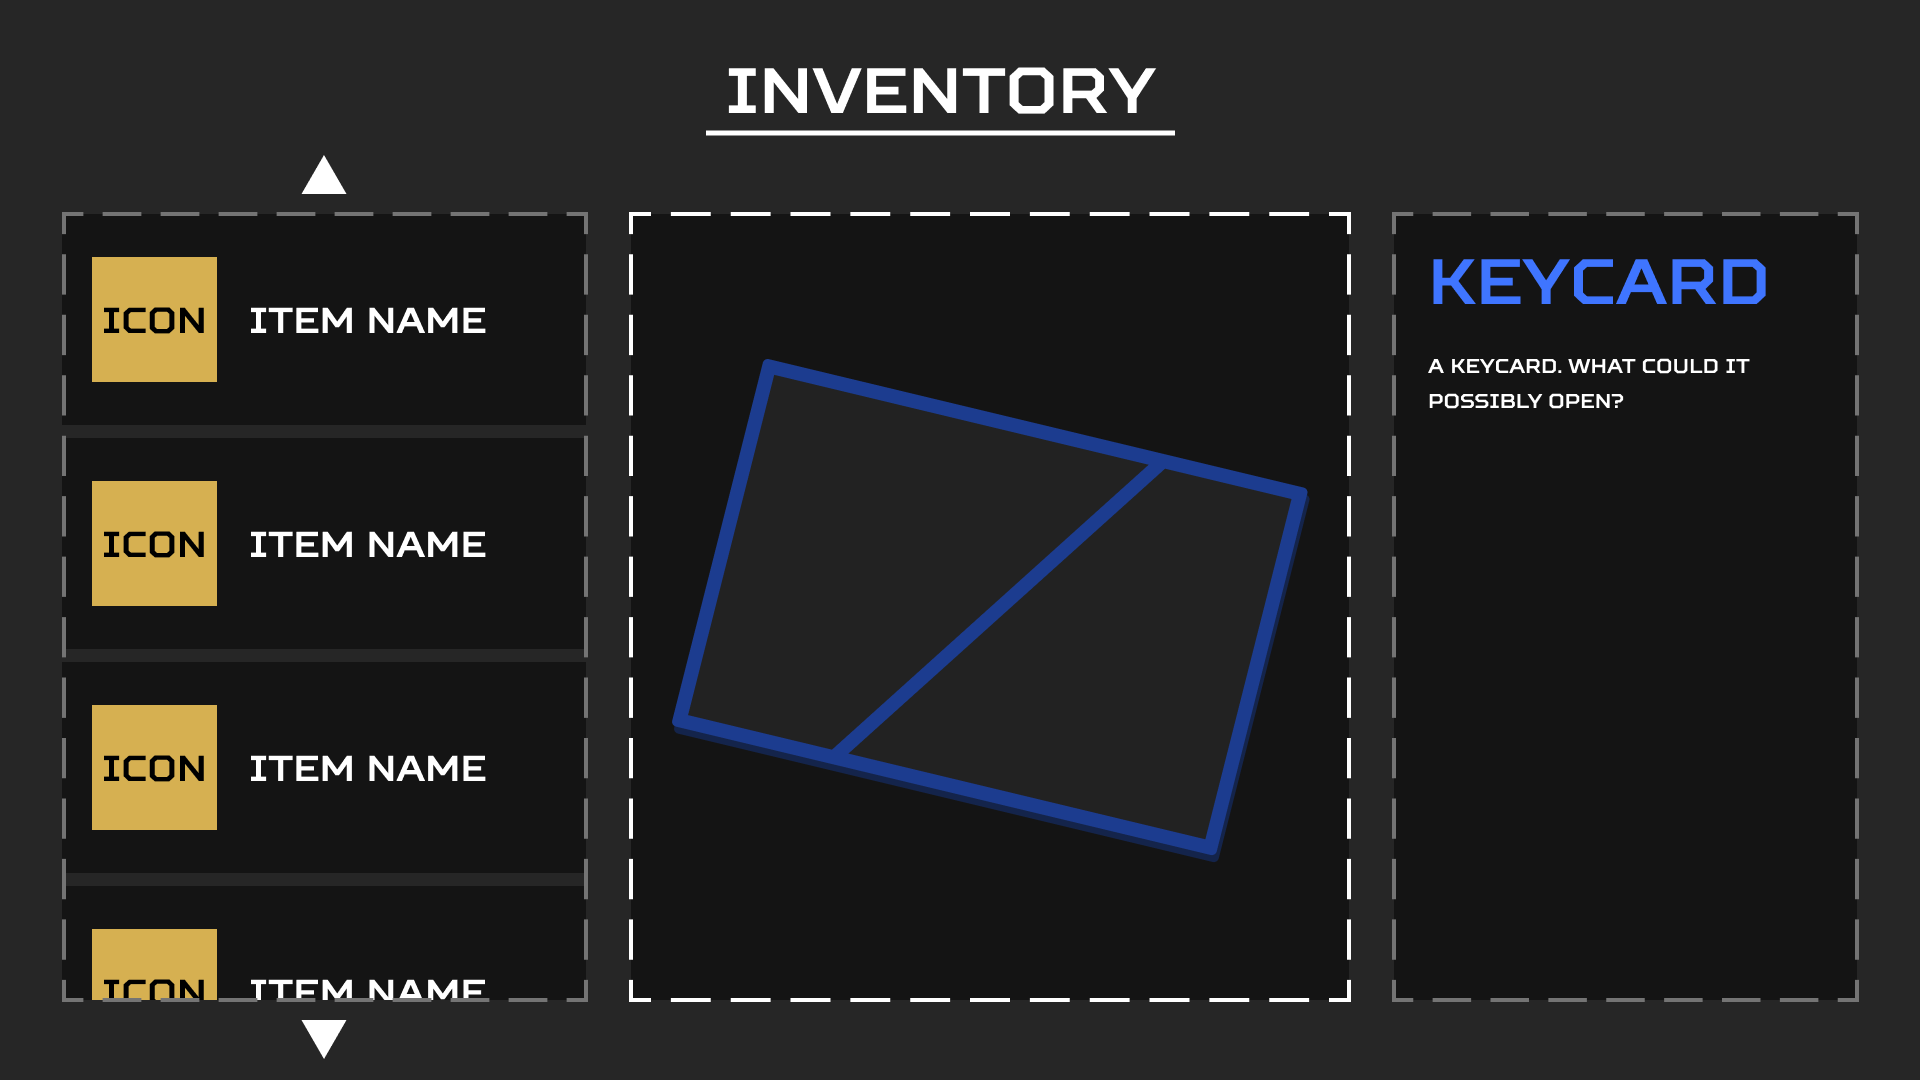 INVENTORY
ICON
ITEM NAME
ICON
ITEM NAME
ICON
ITEM NAME
ICON
ITEM NAME
KEYCARD
A KEYCARD. WHAT COULD IT
POSSIBLY OPEN?